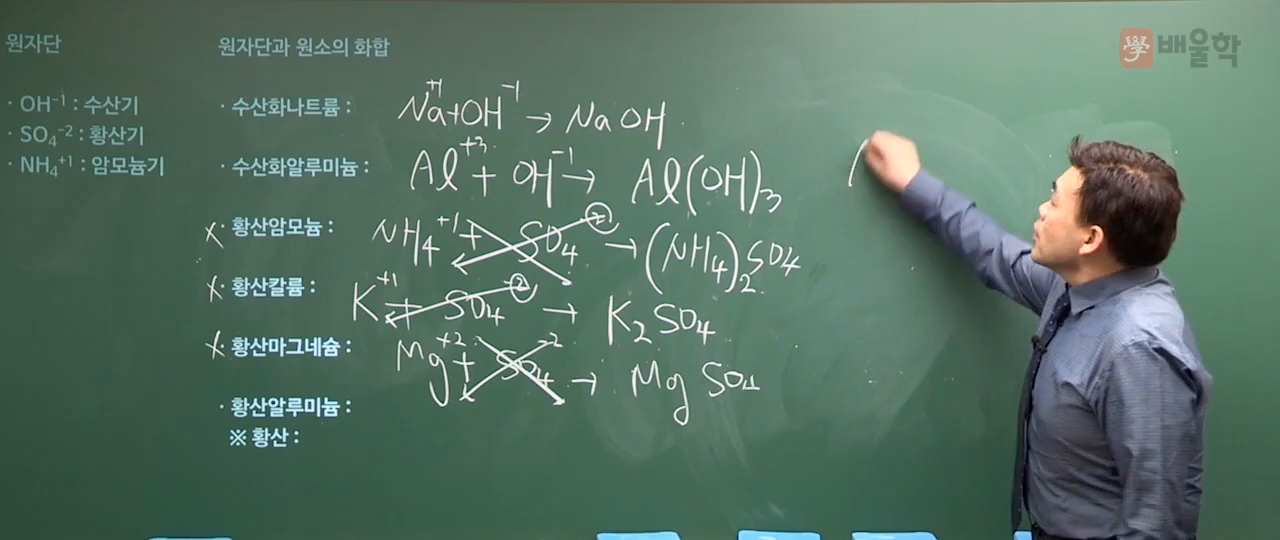 원자단
· OH⁻¹ : 수산기
· SO₄⁻² : 황산기
· NH₄⁺¹ : 암모늄기
원자단과 원소의 화합
· 수산화나트륨 : Na⁺¹+OH⁻¹ → NaOH
· 수산화알루미늄 : Al⁺³ + OH⁻¹ → Al(OH)₃
x · 황산암모늄 : NH₄⁺¹ + SO₄⁻² → (NH₄)₂SO₄
x · 황산칼륨 : K⁺¹ + SO₄⁻² → K₂SO₄
x · 황산마그네슘 : Mg⁺² + SO₄⁻² → MgSO₄
· 황산알루미늄 :
※ 황산 :
學 배울학